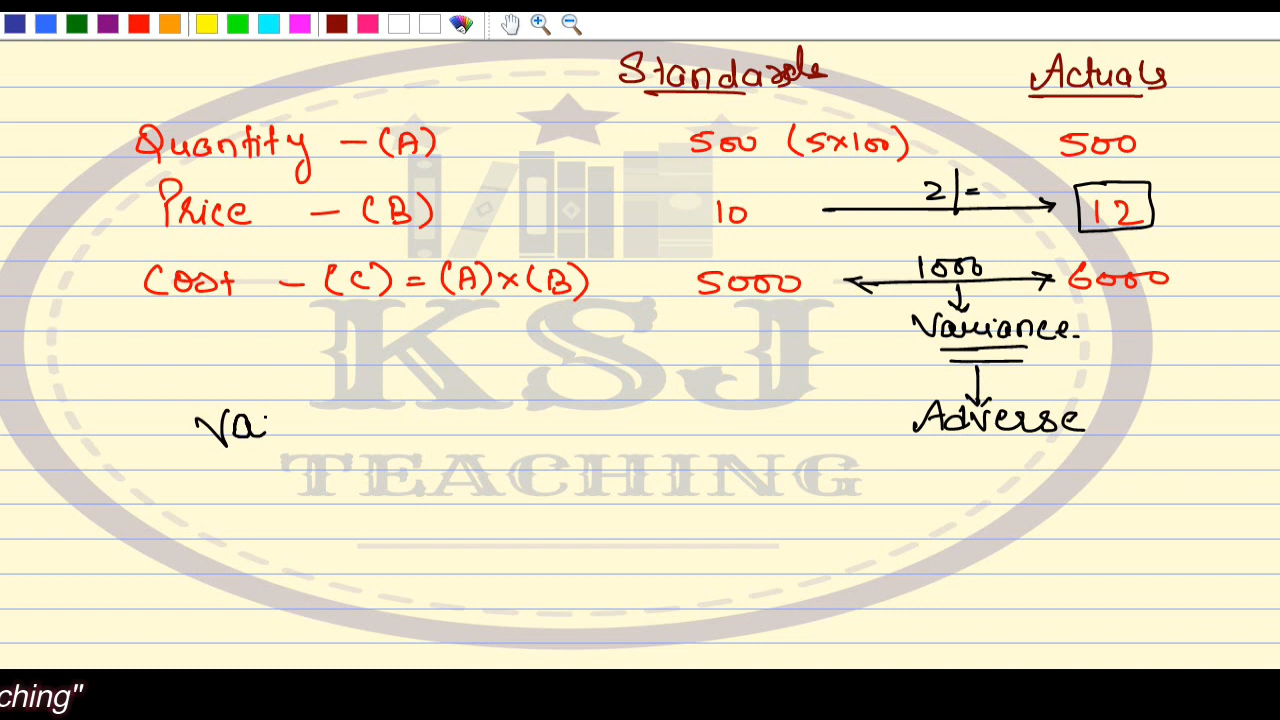 Standards Actuals
Quantity - (A) 500 (5x100) 500
Price - (B) 10 2/= 12
Cost - (C) = (A)x(B) 5000 1000 6000
Variance.
Adverse
Va
KSJ
TEACHING
ching"